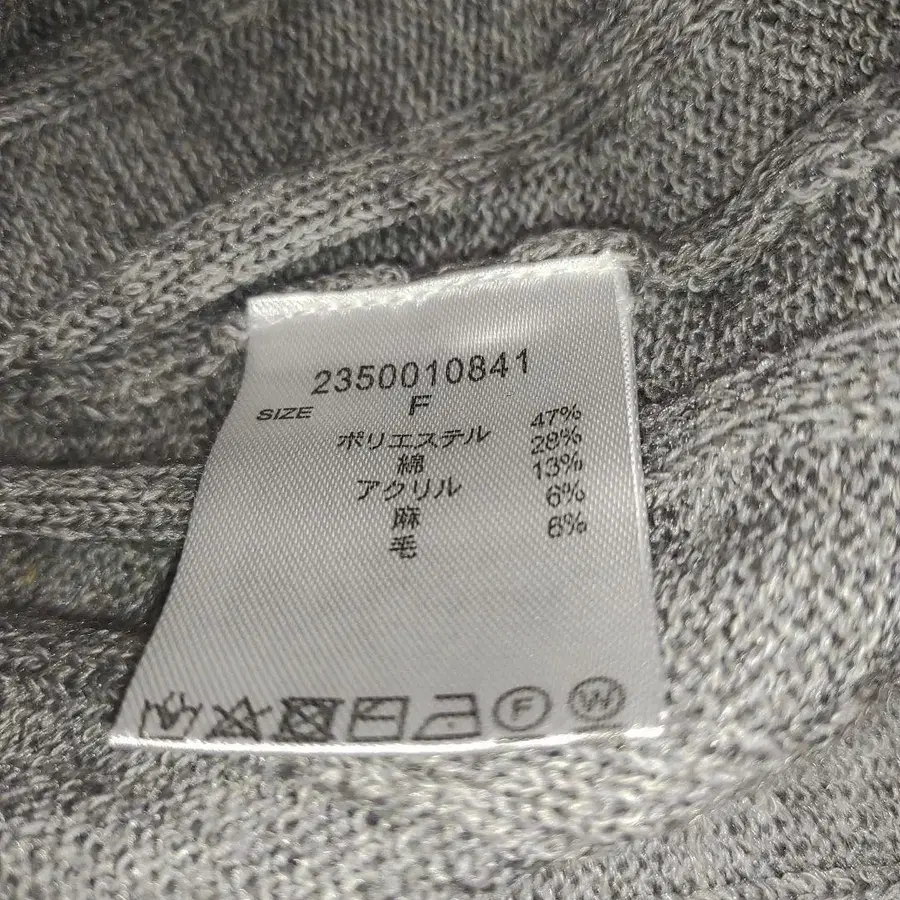 2350010841
SIZE F
ポリエステル 47%
綿 28%
アクリル 13%
麻 6%
毛 6%
F W